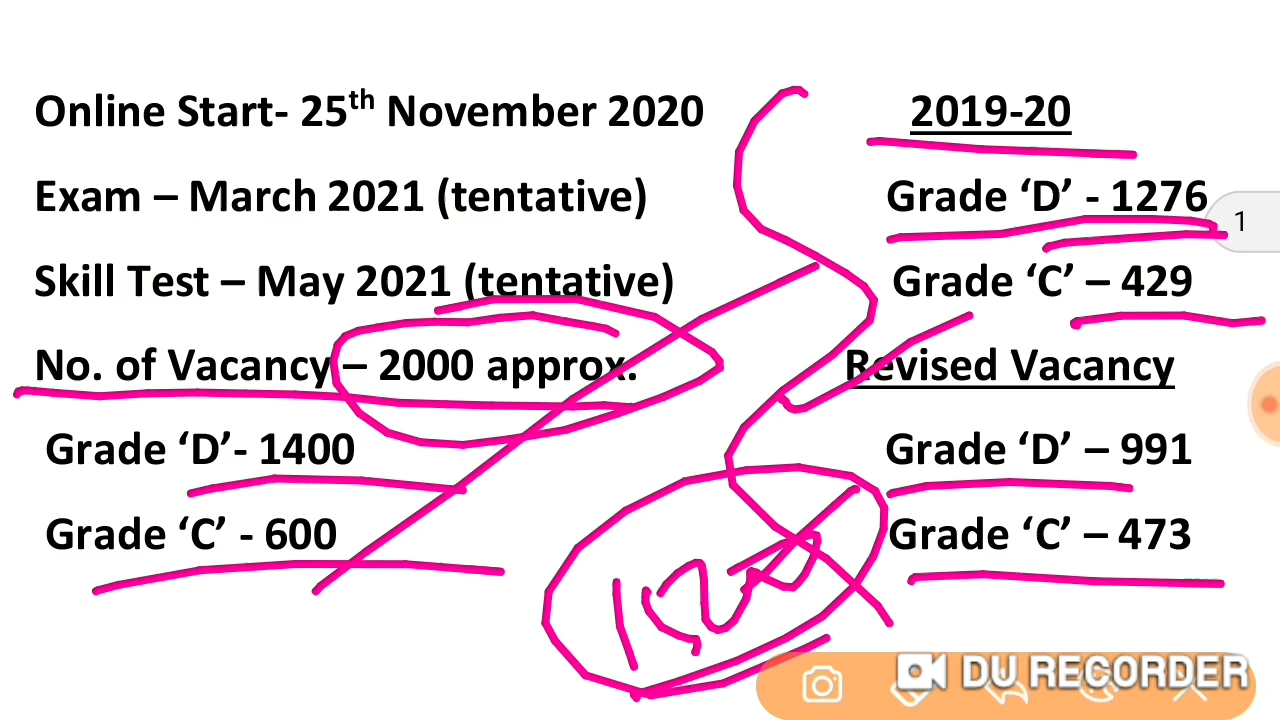 Online Start- 25th November 2020
Exam – March 2021 (tentative)
Skill Test – May 2021 (tentative)
No. of Vacancy – 2000 approx.
Grade ‘D’- 1400
Grade ‘C’ - 600
2019-20
Grade ‘D’ - 1276
Grade ‘C’ – 429
Revised Vacancy
Grade ‘D’ – 991
Grade ‘C’ – 473
1
DU RECORDER